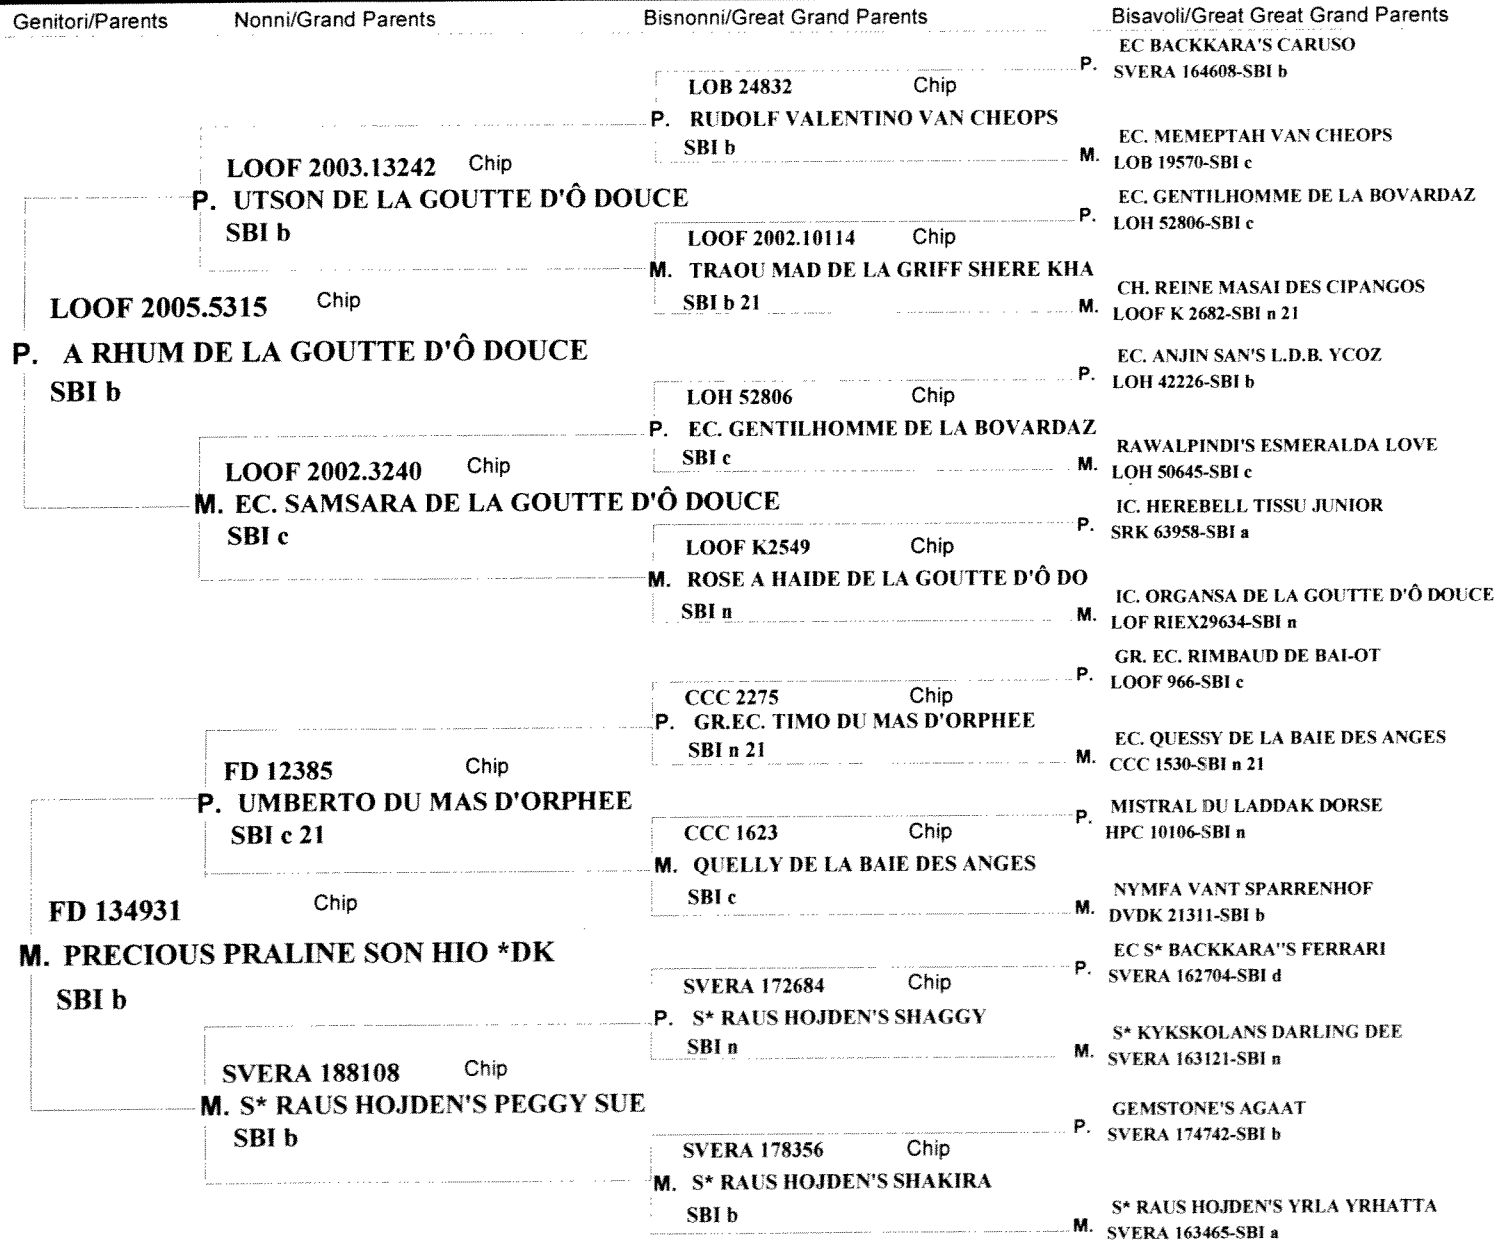 Genitori/Parents
Nonni/Grand Parents
Bisnonni/Great Grand Parents
Bisavoli/Great Great Grand Parents
LOOF 2005.5315 Chip
P. A RHUM DE LA GOUTTE D'Ô DOUCE
SBI b
FD 134931 Chip
M. PRECIOUS PRALINE SON HIO *DK
SBI b
LOOF 2003.13242 Chip
P. UTSON DE LA GOUTTE D'Ô DOUCE
SBI b
LOOF 2002.3240 Chip
M. EC. SAMSARA DE LA GOUTTE D'Ô DOUCE
SBI c
FD 12385 Chip
P. UMBERTO DU MAS D'ORPHEE
SBI c 21
SVERA 188108 Chip
M. S* RAUS HOJDEN'S PEGGY SUE
SBI b
LOB 24832 Chip
P. RUDOLF VALENTINO VAN CHEOPS
SBI b
LOOF 2002.10114 Chip
M. TRAOU MAD DE LA GRIFF SHERE KHA
SBI b 21
LOH 52806 Chip
P. EC. GENTILHOMME DE LA BOVARDAZ
SBI c
LOOF K2549 Chip
M. ROSE A HAIDE DE LA GOUTTE D'Ô DO
SBI n
CCC 2275 Chip
P. GR.EC. TIMO DU MAS D'ORPHEE
SBI n 21
CCC 1623 Chip
M. QUELLY DE LA BAIE DES ANGES
SBI c
SVERA 172684 Chip
P. S* RAUS HOJDEN'S SHAGGY
SBI n
SVERA 178356 Chip
M. S* RAUS HOJDEN'S SHAKIRA
SBI b
EC BACKKARA'S CARUSO
P. SVERA 164608-SBI b
EC. MEMEPTAH VAN CHEOPS
M. LOB 19570-SBI c
EC. GENTILHOMME DE LA BOVARDAZ
P. LOH 52806-SBI c
CH. REINE MASAI DES CIPANGOS
M. LOOF K 2682-SBI n 21
EC. ANJIN SAN'S L.D.B. YCOZ
P. LOH 42226-SBI b
RAWALPINDI'S ESMERALDA LOVE
M. LOH 50645-SBI c
IC. HEREBELL TISSU JUNIOR
P. SRK 63958-SBI a
IC. ORGANSA DE LA GOUTTE D'Ô DOUCE
M. LOF RIEX29634-SBI n
GR. EC. RIMBAUD DE BAI-OT
P. LOOF 966-SBI c
EC. QUESSY DE LA BAIE DES ANGES
M. CCC 1530-SBI n 21
MISTRAL DU LADDAK DORSE
P. HPC 10106-SBI n
NYMFA VANT SPARRENHOF
M. DVDK 21311-SBI b
EC S* BACKKARA''S FERRARI
P. SVERA 162704-SBI d
S* KYKSKOLANS DARLING DEE
M. SVERA 163121-SBI n
GEMSTONE'S AGAAT
P. SVERA 174742-SBI b
S* RAUS HOJDEN'S YRLA YRHATTA
M. SVERA 163465-SBI a